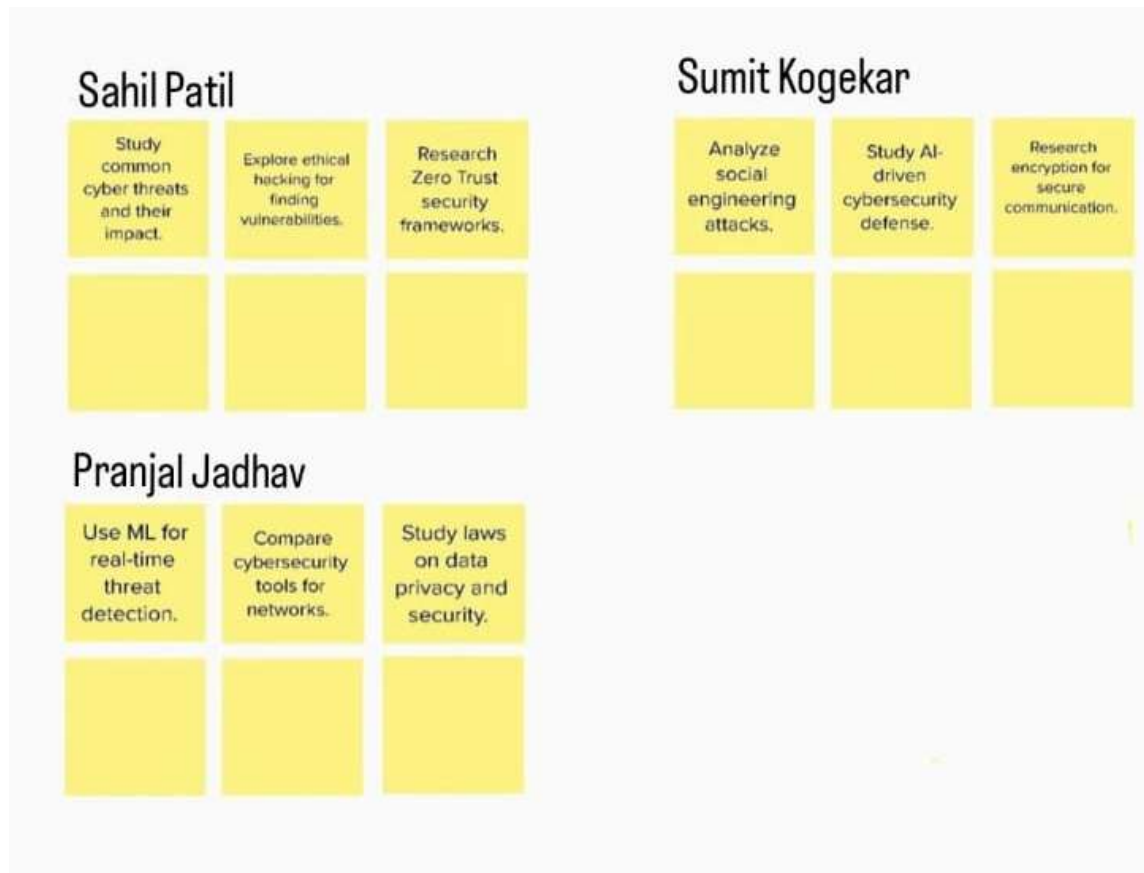 Sahil Patil
Study
common
cyber threats
and their
impact.
Explore ethical
hacking for
finding
vulnerabilities.
Research
Zero Trust
security
frameworks.
Sumit Kogekar
Analyze
social
engineering
attacks.
Study AI-
driven
cybersecurity
defense.
Research
encryption for
secure
communication.
Pranjal Jadhav
Use ML for
real-time
threat
detection.
Compare
cybersecurity
tools for
networks.
Study laws
on data
privacy and
security.